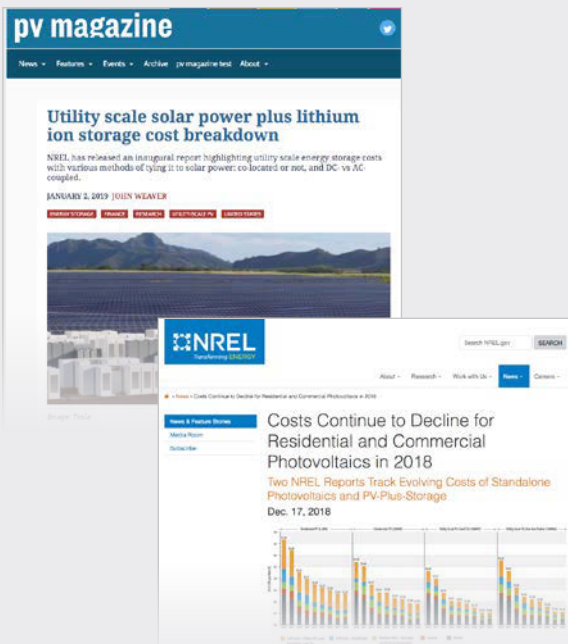 pv magazine
News Features Events Archive pv magazine test About
Utility scale solar power plus lithium
ion storage cost breakdown
NREL has released an inaugural report highlighting utility scale energy storage costs
with various methods of tying it to solar power: co-located or not, and DC- vs AC-
coupled.
JANUARY 2, 2019 JOHN WEAVER
ENERGY STORAGE FINANCE RESEARCH UTILITY-SCALE PV UNITED STATES
NREL
Transforming ENERGY
Search NREL.gov SEARCH
About Research Work with Us News Careers
» News » Costs Continue to Decline for Residential and Commercial Photovoltaics in 2018
News & Feature Stories
Media Room
Subscribe
Costs Continue to Decline for
Residential and Commercial
Photovoltaics in 2018
Two NREL Reports Track Evolving Costs of Standalone
Photovoltaics and PV-Plus-Storage
Dec. 17, 2018